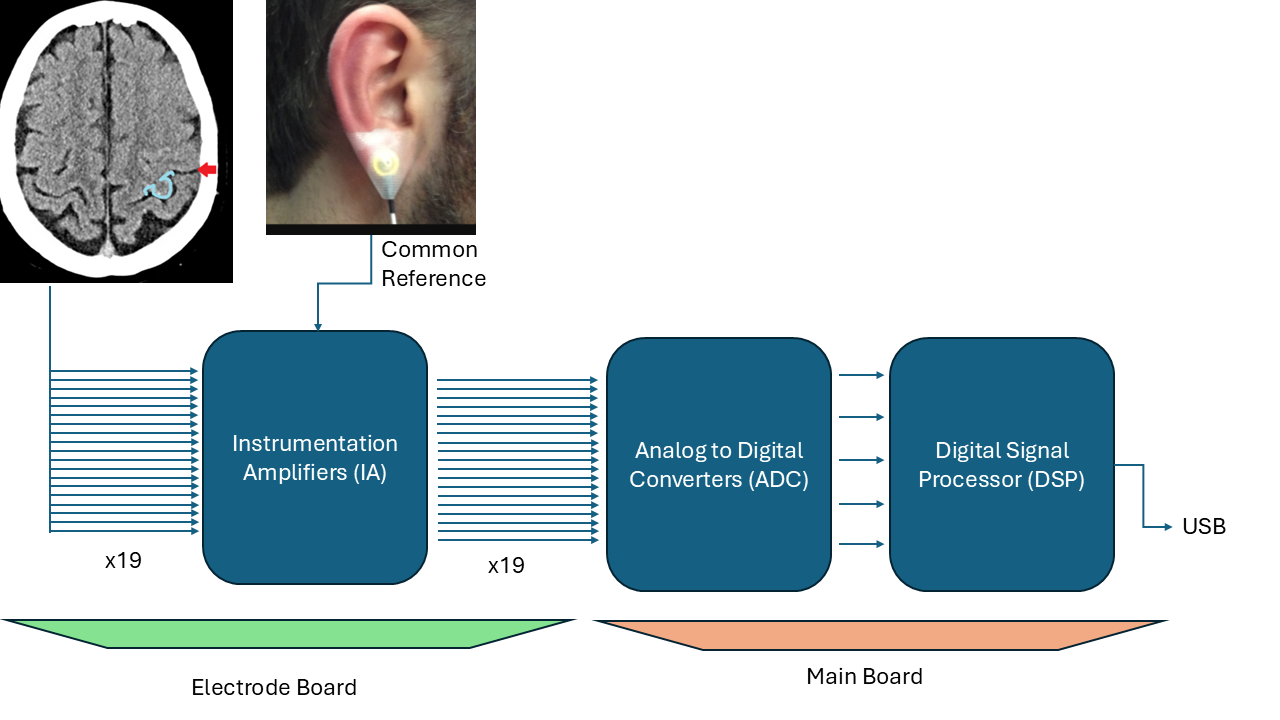 Common
Reference
Instrumentation
Amplifiers (IA)
Analog to Digital
Converters (ADC)
Digital Signal
Processor (DSP)
USB
x19
x19
Electrode Board
Main Board